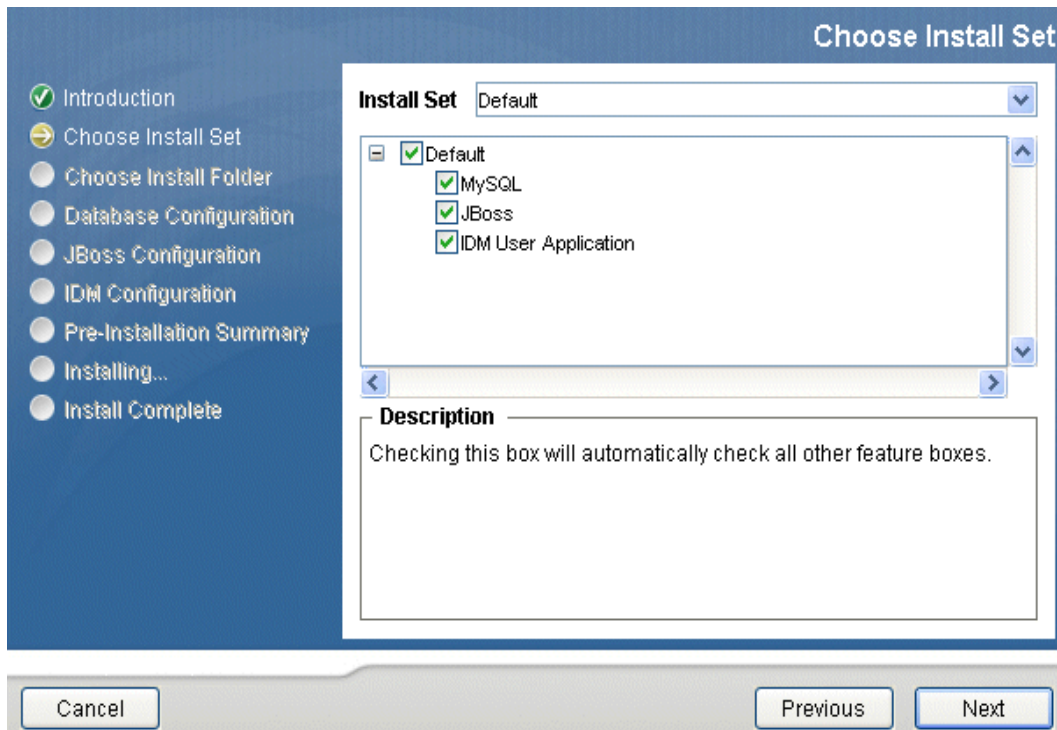 Choose Install Set
Introduction
Choose Install Set
Choose Install Folder
Database Configuration
JBoss Configuration
IDM Configuration
Pre-Installation Summary
Installing...
Install Complete
Install Set Default
Default
MySQL
JBoss
IDM User Application
Description
Checking this box will automatically check all other feature boxes.
Cancel
Previous
Next